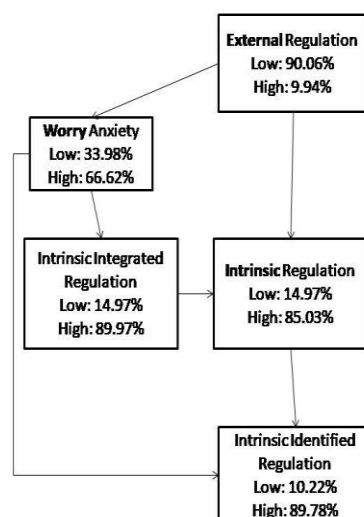 External Regulation
Low: 90.06%
High: 9.94%
Worry Anxiety
Low: 33.98%
High: 66.62%
Intrinsic Integrated
Regulation
Low: 14.97%
High: 89.97%
Intrinsic Regulation
Low: 14.97%
High: 85.03%
Intrinsic Identified
Regulation
Low: 10.22%
High: 89.78%